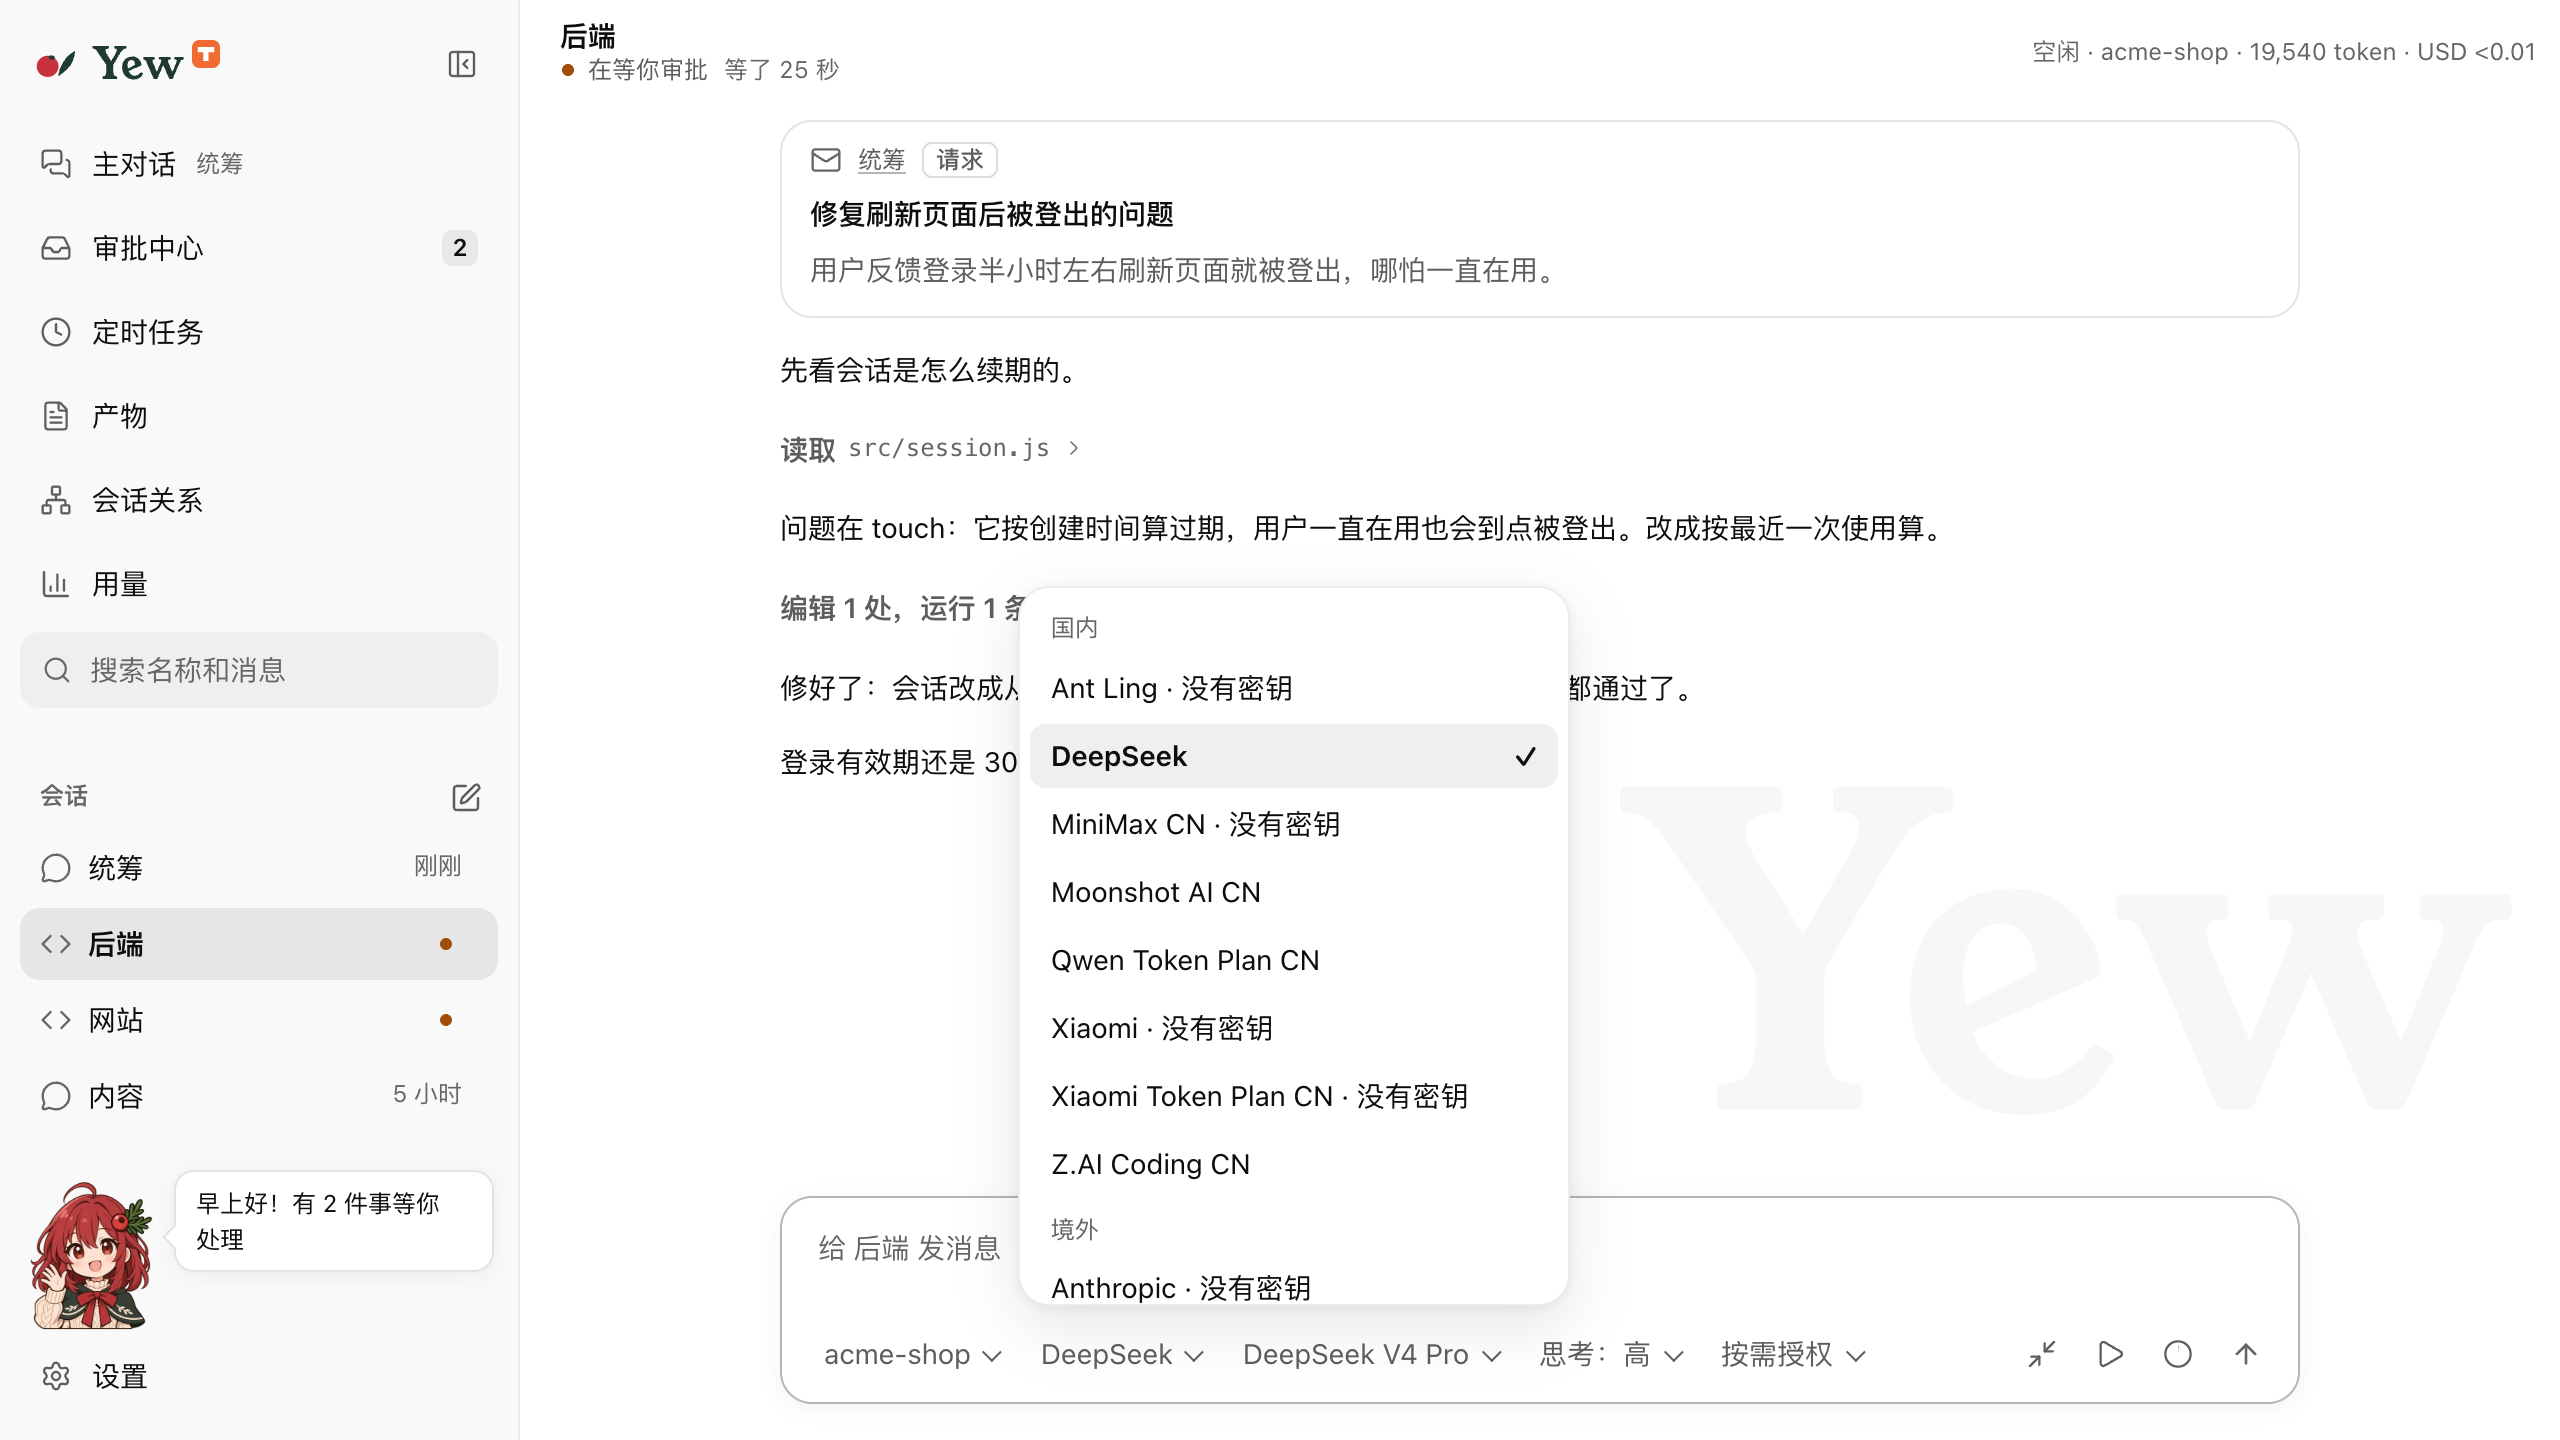 Yew T
主对话 统筹
审批中心 2
定时任务
产物
会话关系
用量
搜索名称和消息
会话
统筹 刚刚
后端
网站
内容 5 小时
早上好！有 2 件事等你
处理
设置
后端
在等你审批 等了 25 秒
空闲 · acme-shop · 19,540 token · USD <0.01
统筹 请求
修复刷新页面后被登出的问题
用户反馈登录半小时左右刷新页面就被登出，哪怕一直在用。
先看会话是怎么续期的。
读取 src/session.js
问题在 touch：它按创建时间算过期，用户一直在用也会到点被登出。改成按最近一次使用算。
编辑 1 处，运行 1 条
修好了：会话改成 都通过了。
登录有效期还是 30
国内
Ant Ling · 没有密钥
DeepSeek
MiniMax CN · 没有密钥
Moonshot AI CN
Qwen Token Plan CN
Xiaomi · 没有密钥
Xiaomi Token Plan CN · 没有密钥
Z.AI Coding CN
境外
Anthropic · 没有密钥
Yew
给 后端 发消息
acme-shop DeepSeek DeepSeek V4 Pro 思考：高 按需授权